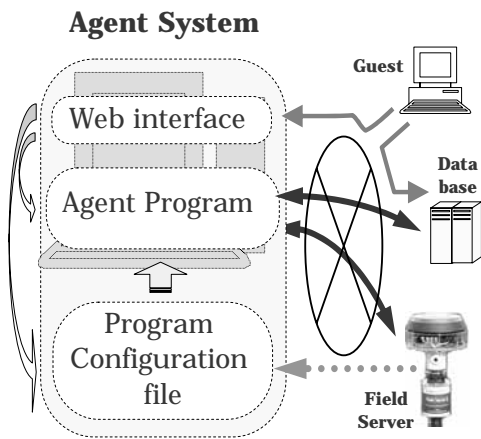 Agent System
Guest
Web interface
Data
base
Agent Program
Program
Configuration
file
Field
Server